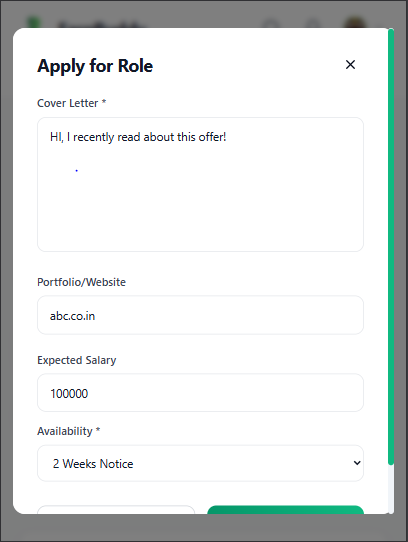 Apply for Role
Cover Letter *
HI, I recently read about this offer!
Portfolio/Website
abc.co.in
Expected Salary
100000
Availability *
2 Weeks Notice